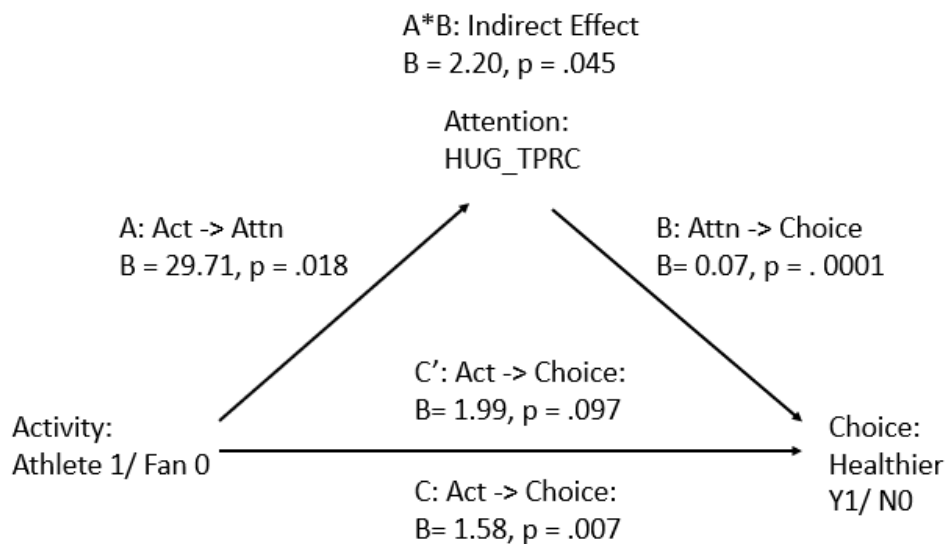 A*B: Indirect Effect
B = 2.20, p = .045
Attention:
HUG_TPRC
A: Act -> Attn
B = 29.71, p = .018
B: Attn -> Choice
B= 0.07, p = . 0001
C’: Act -> Choice:
B= 1.99, p = .097
Activity:
Athlete 1/ Fan 0
Choice:
Healthier
Y1/ N0
C: Act -> Choice:
B= 1.58, p = .007